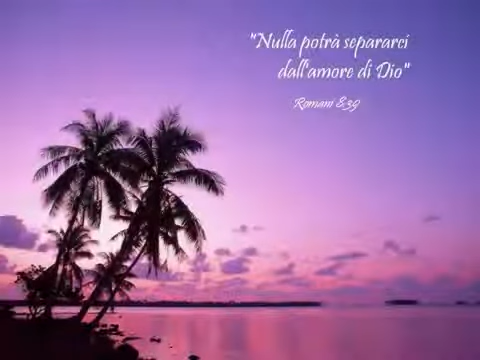 "Nulla potrà separarci
dall'amore di Dio"
Romani 8,39